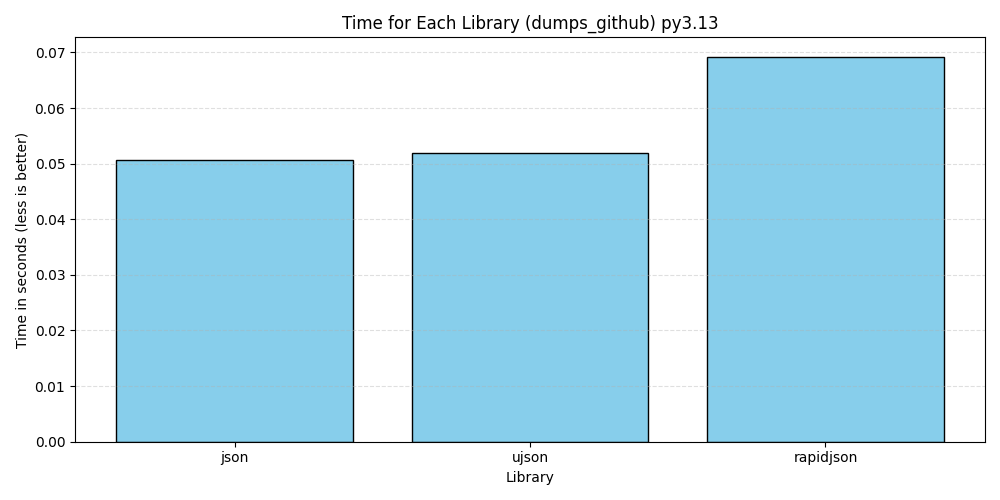 Time for Each Library (dumps_github) py3.13
Time in seconds (less is better)
0.07
0.06
0.05
0.04
0.03
0.02
0.01
0.00
json
ujson
rapidjson
Library